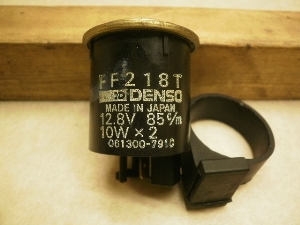 FF218T
DENSO
MADE IN JAPAN
12.8V 85c/m
10W×2
061300-7910